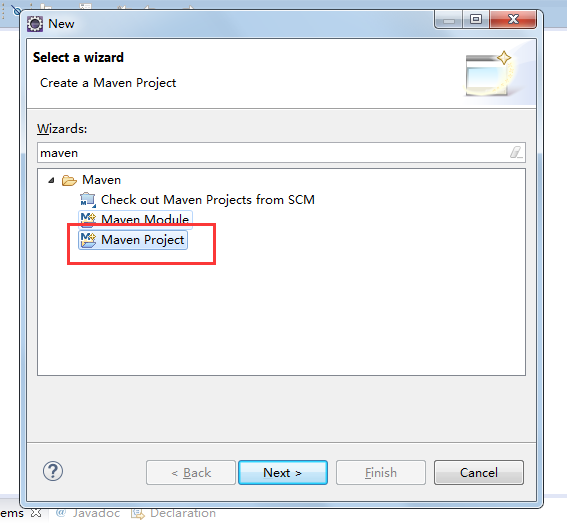 New
Select a wizard
Create a Maven Project
Wizards:
maven
Maven
Check out Maven Projects from SCM
Maven Module
Maven Project
< Back Next > Finish Cancel
ems @ Javadoc Declaration